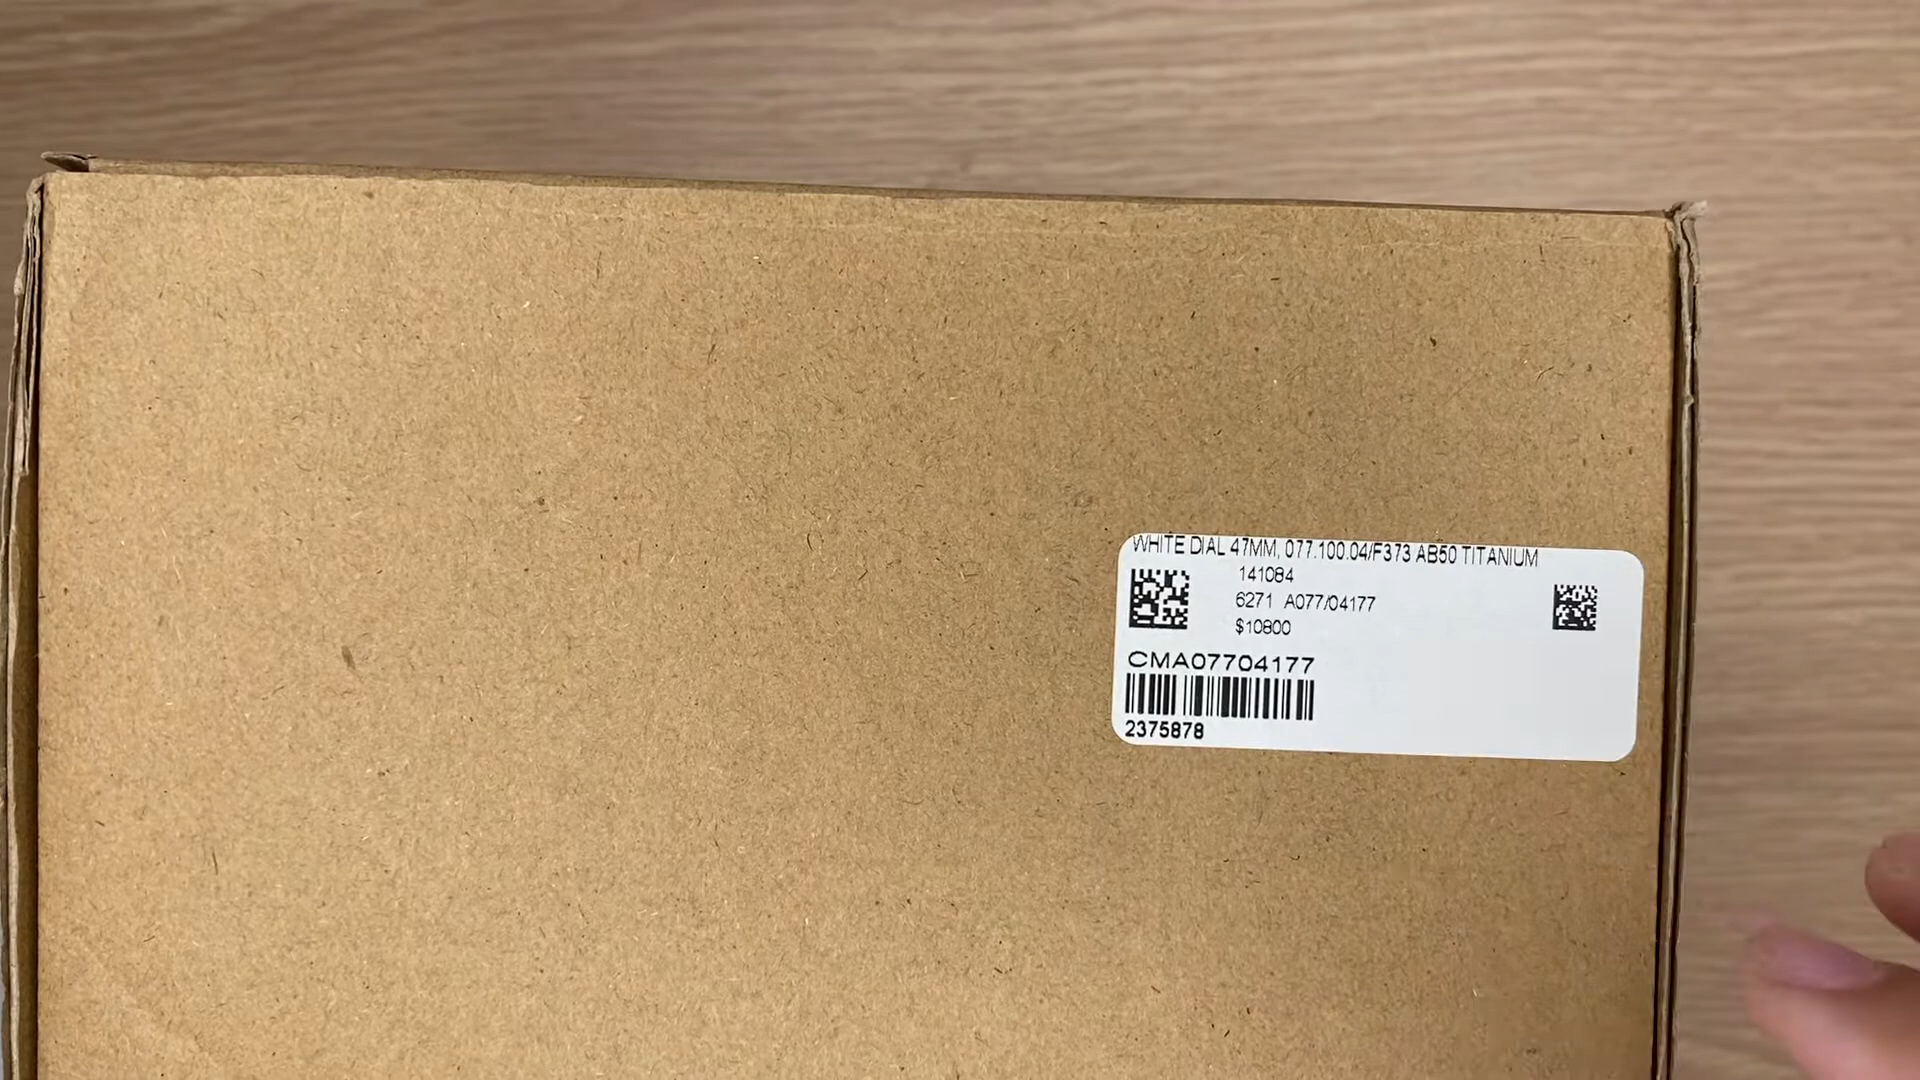 WHITE DIAL 47MM, 077.100.04/F373 AB50 TITANIUM
141084
6271 A077/04177
$10800
CMA07704177
2375878